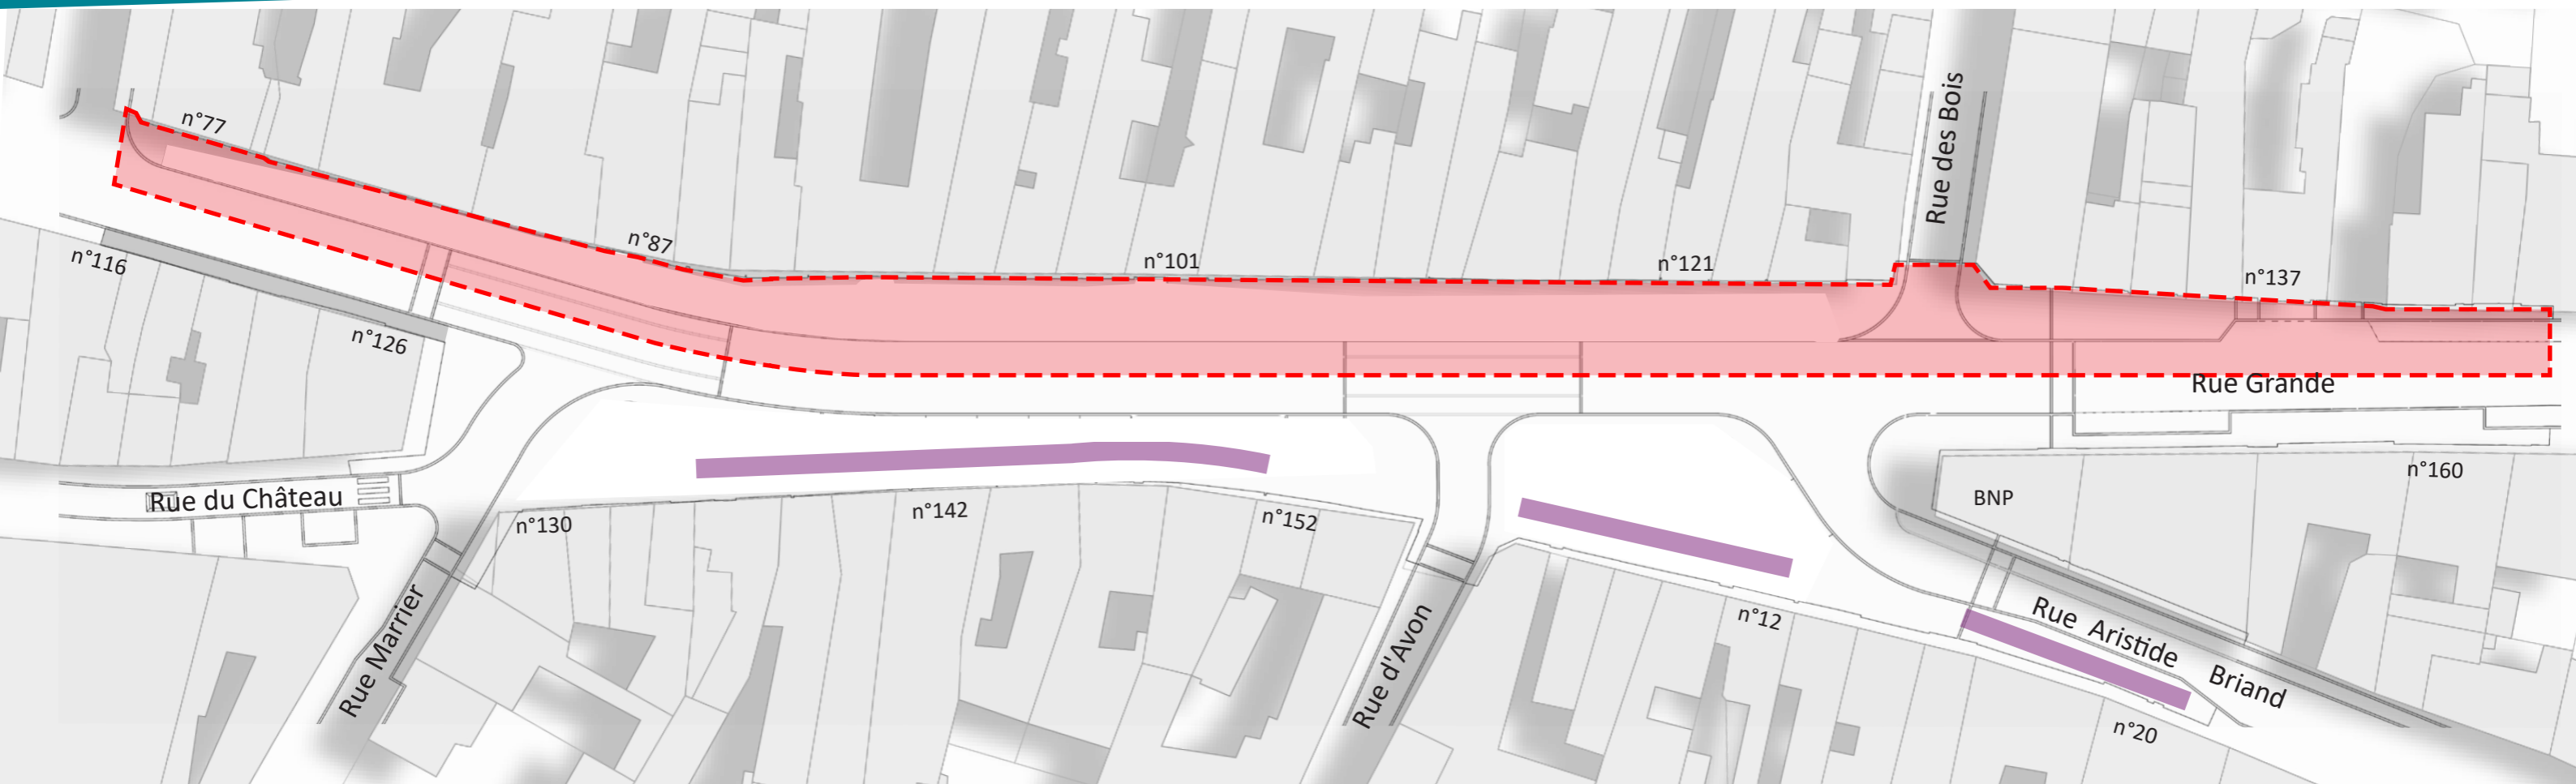 n°77
n°87
n°101
n°121
Rue des Bois
n°137
n°116
n°126
Rue Grande
Rue du Château
n°130
n°142
n°152
BNP
n°160
Rue Marrier
Rue d'Avon
n°12
Rue Aristide Briand
n°20